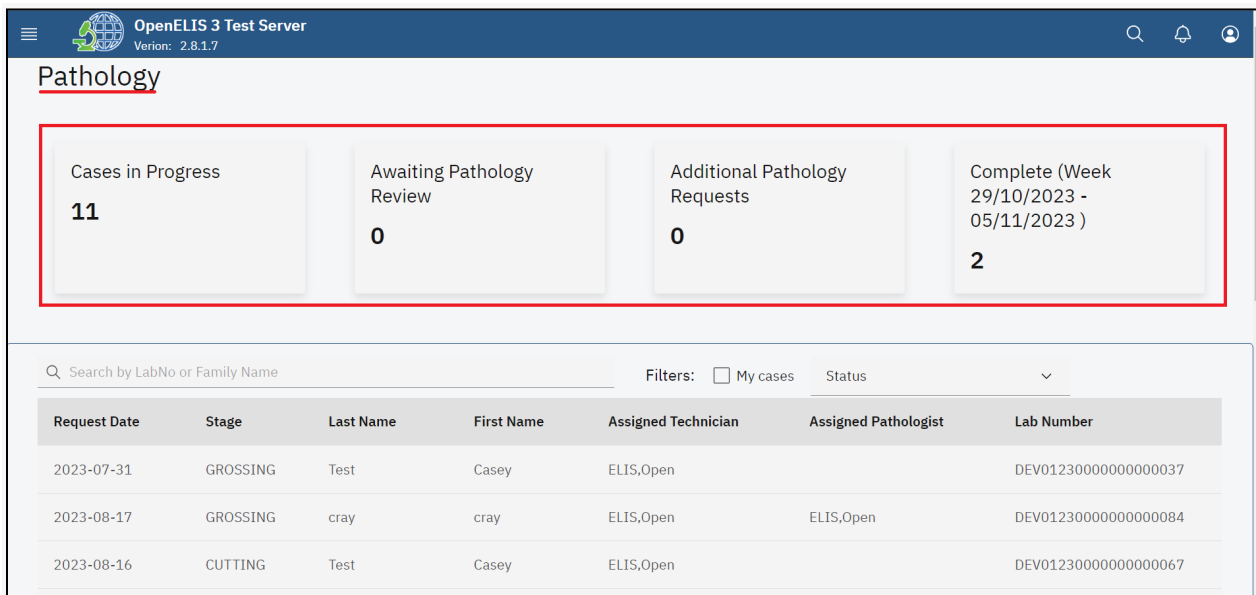 OpenELIS 3 Test Server
Verion: 2.8.1.7
Pathology
Cases in Progress
11
Awaiting Pathology
Review
0
Additional Pathology
Requests
0
Complete (Week
29/10/2023 -
05/11/2023 )
2
Search by LabNo or Family Name
Filters: My cases Status
Request Date Stage Last Name First Name Assigned Technician Assigned Pathologist Lab Number
2023-07-31 GROSSING Test Casey ELIS,Open DEV01230000000000037
2023-08-17 GROSSING cray cray ELIS,Open ELIS,Open DEV01230000000000084
2023-08-16 CUTTING Test Casey ELIS,Open DEV01230000000000067